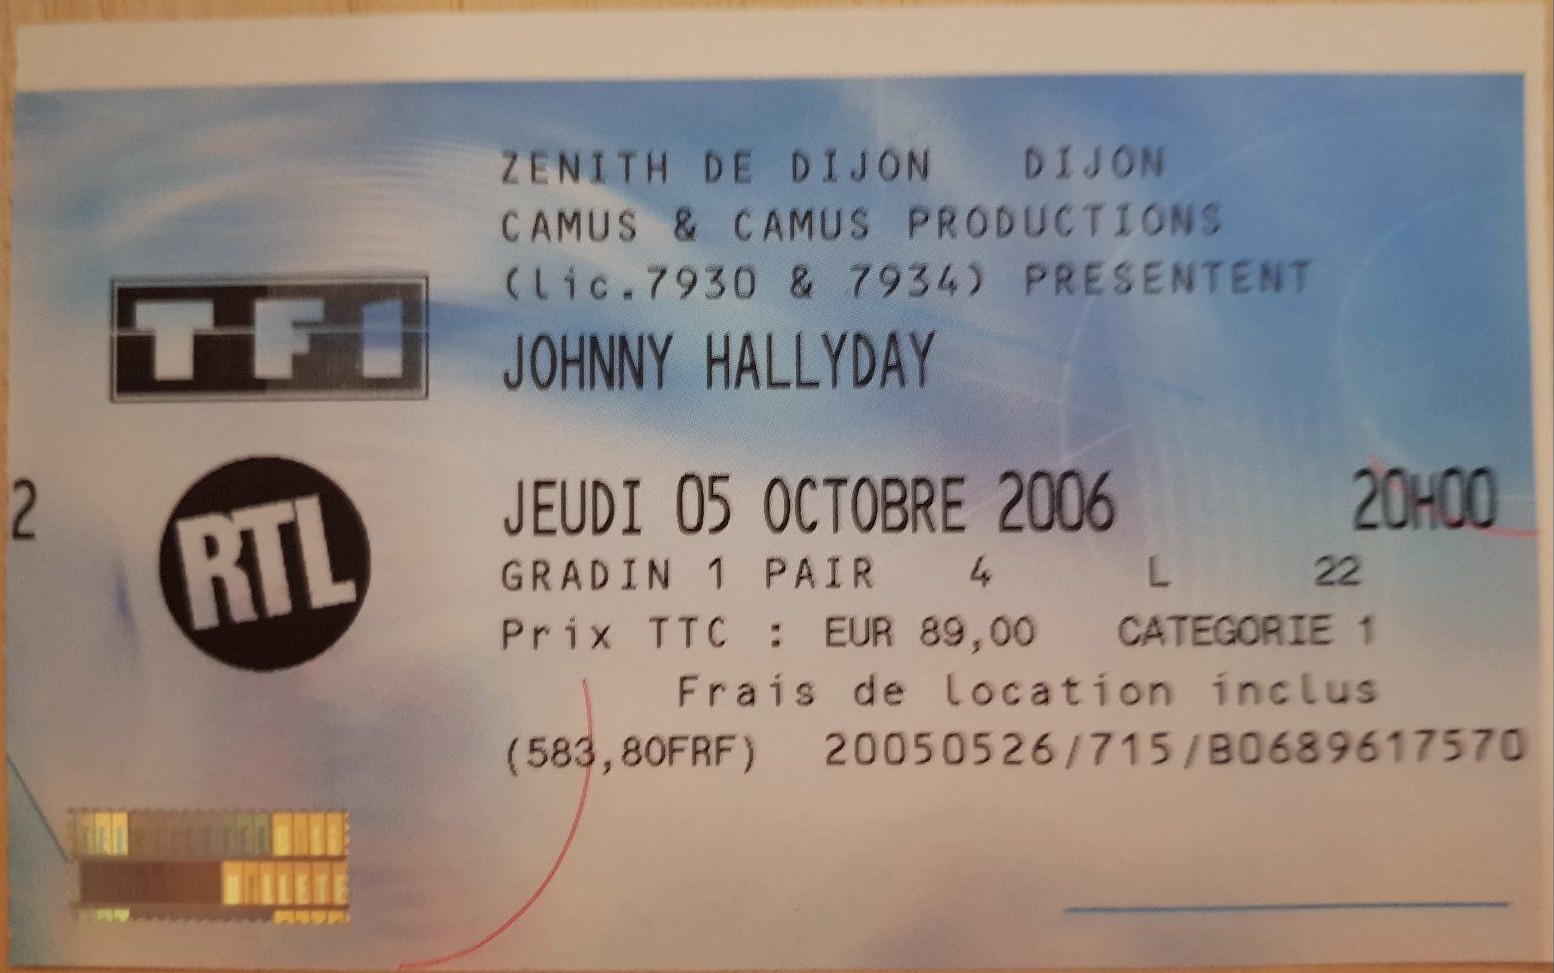 ZENITH DE DIJON DIJON
CAMUS & CAMUS PRODUCTIONS
(lic.7930 & 7934) PRESENTENT
TF1
JOHNNY HALLYDAY
RTL
2
JEUDI 05 OCTOBRE 2006 20H00
GRADIN 1 PAIR 4 L 22
Prix TTC : EUR 89,00 CATEGORIE 1
Frais de location inclus
(583,80FRF) 20050526/715/B0689617570